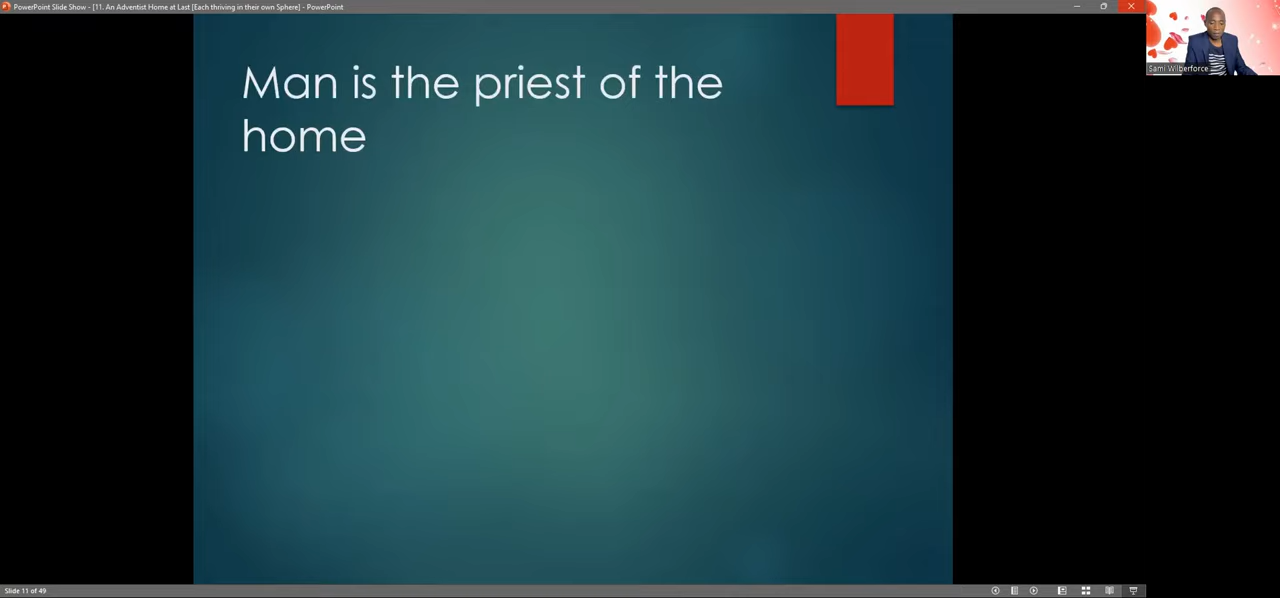 PowerPoint Slide Show - [11. An Adventist Home at Last [Each thriving in their own Sphere] - PowerPoint
Sami Wilberforce
Man is the priest of the
home
Slide 11 of 49